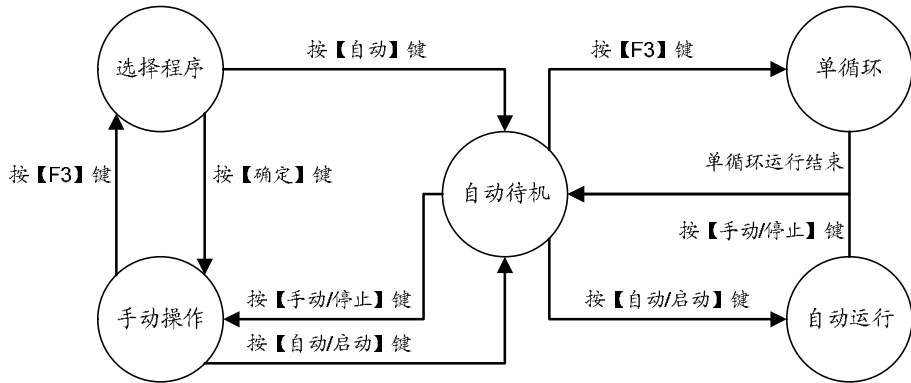 选择程序
按【自动】键
按【F3】键
单循环
按【F3】键
按【确定】键
自动待机
单循环运行结束
按【手动/停止】键
手动操作
按【手动/停止】键
按【自动/启动】键
按【自动/启动】键
自动运行